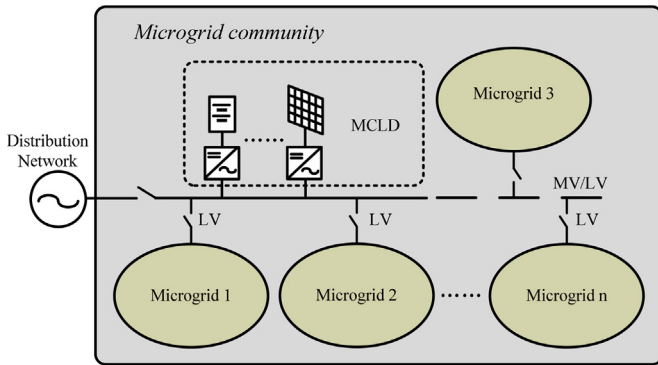 Microgrid community
Microgrid 3
MCLD
Distribution
Network
MV/LV
LV
LV
LV
Microgrid 1
Microgrid 2
Microgrid n